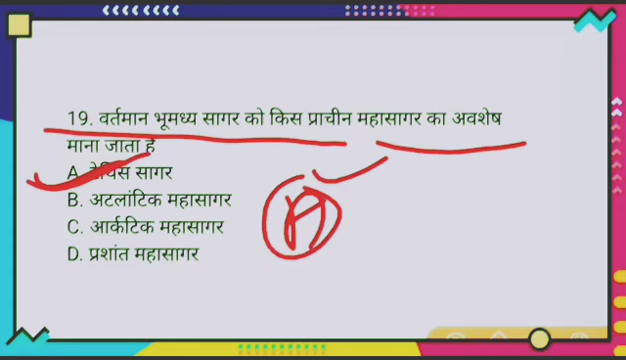 19. वर्तमान भूमध्य सागर को किस प्राचीन महासागर का अवशेष
माना जाता है
A. टेथिस सागर
B. अटलांटिक महासागर
C. आर्कटिक महासागर
D. प्रशांत महासागर
A